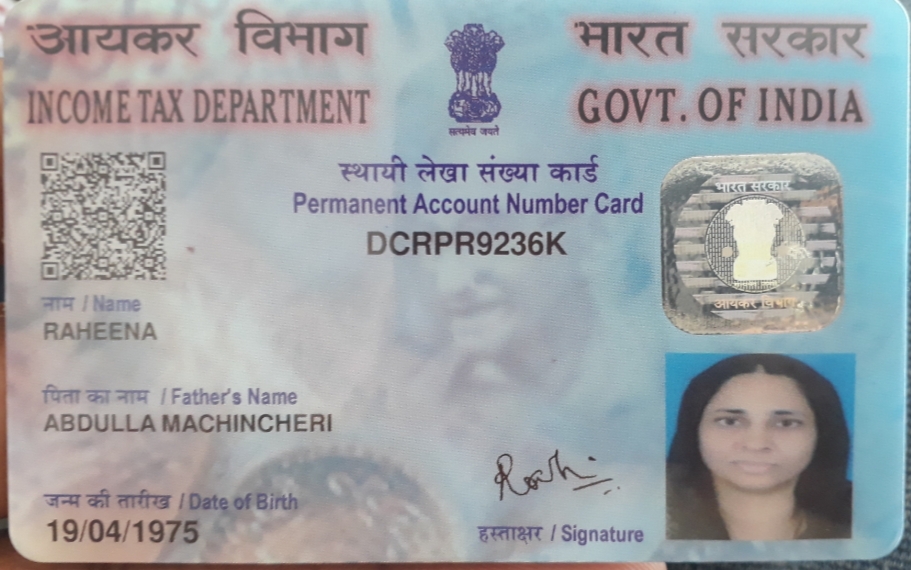 आयकर विभाग
भारत सरकार
INCOME TAX DEPARTMENT
GOVT. OF INDIA
सत्यमेव जयते
स्थायी लेखा संख्या कार्ड
Permanent Account Number Card
DCRPR9236K
भारत सरकार
आयकर विभाग
नाम / Name
RAHEENA
पिता का नाम / Father's Name
ABDULLA MACHINCHERI
जन्म की तारीख / Date of Birth
19/04/1975
हस्ताक्षर / Signature